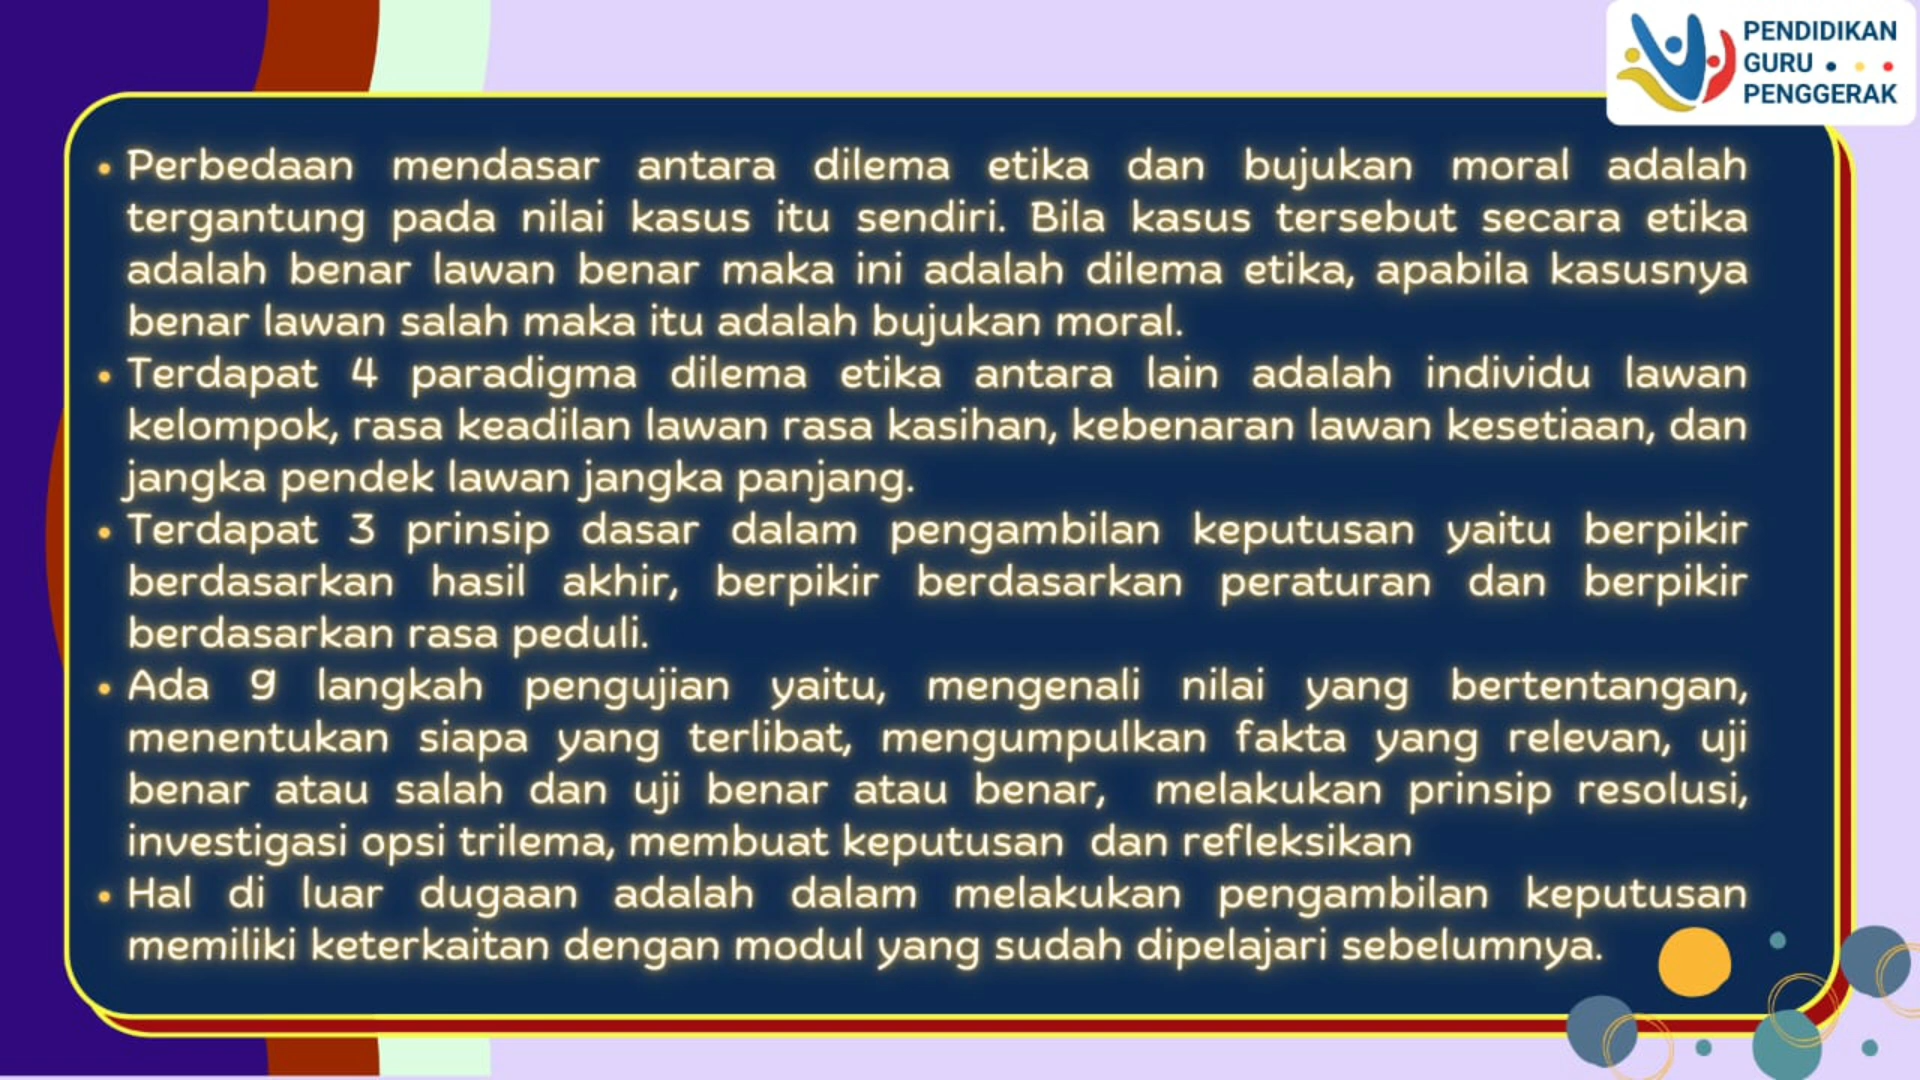 PENDIDIKAN
GURU
PENGGERAK
• Perbedaan mendasar antara dilema etika dan bujukan moral adalah
tergantung pada nilai kasus itu sendiri. Bila kasus tersebut secara etika
adalah benar lawan benar maka ini adalah dilema etika, apabila kasusnya
benar lawan salah maka itu adalah bujukan moral.
• Terdapat 4 paradigma dilema etika antara lain adalah individu lawan
kelompok, rasa keadilan lawan rasa kasihan, kebenaran lawan kesetiaan, dan
jangka pendek lawan jangka panjang.
• Terdapat 3 prinsip dasar dalam pengambilan keputusan yaitu berpikir
berdasarkan hasil akhir, berpikir berdasarkan peraturan dan berpikir
berdasarkan rasa peduli.
• Ada 9 langkah pengujian yaitu, mengenali nilai yang bertentangan,
menentukan siapa yang terlibat, mengumpulkan fakta yang relevan, uji
benar atau salah dan uji benar atau benar, melakukan prinsip resolusi,
investigasi opsi trilema, membuat keputusan dan refleksikan
• Hal di luar dugaan adalah dalam melakukan pengambilan keputusan
memiliki keterkaitan dengan modul yang sudah dipelajari sebelumnya.